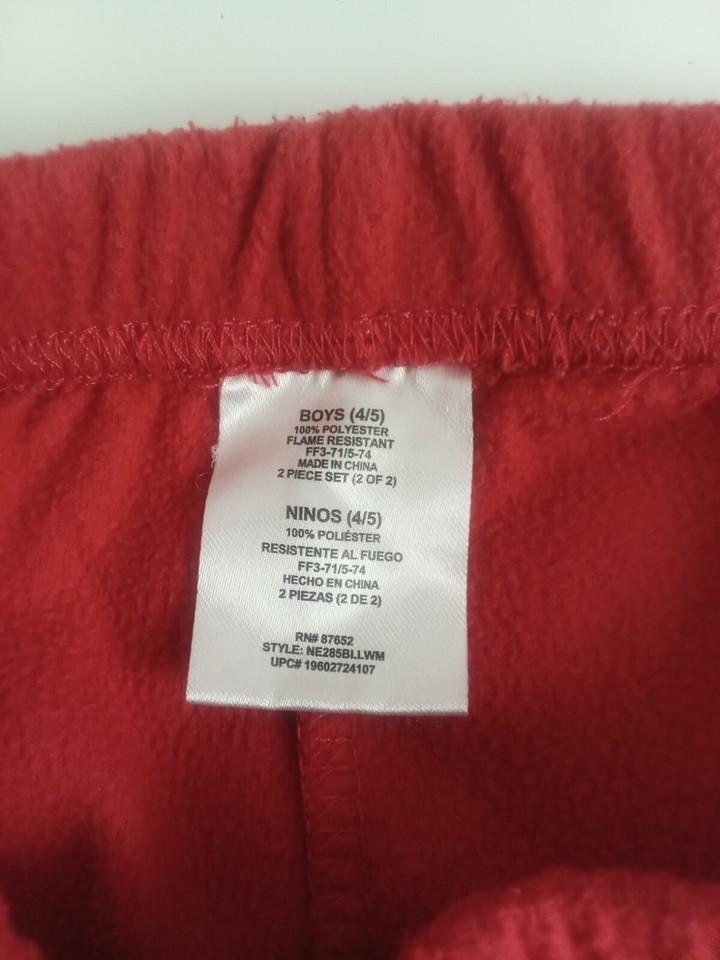 BOYS (4/5)
100% POLYESTER
FLAME RESISTANT
FF3-71/5-74
MADE IN CHINA
2 PIECE SET (2 OF 2)
NINOS (4/5)
100% POLIÉSTER
RESISTENTE AL FUEGO
FF3-71/5-74
HECHO EN CHINA
2 PIEZAS (2 DE 2)
RN# 87652
STYLE: NE285BLLWM
UPC# 19602724107